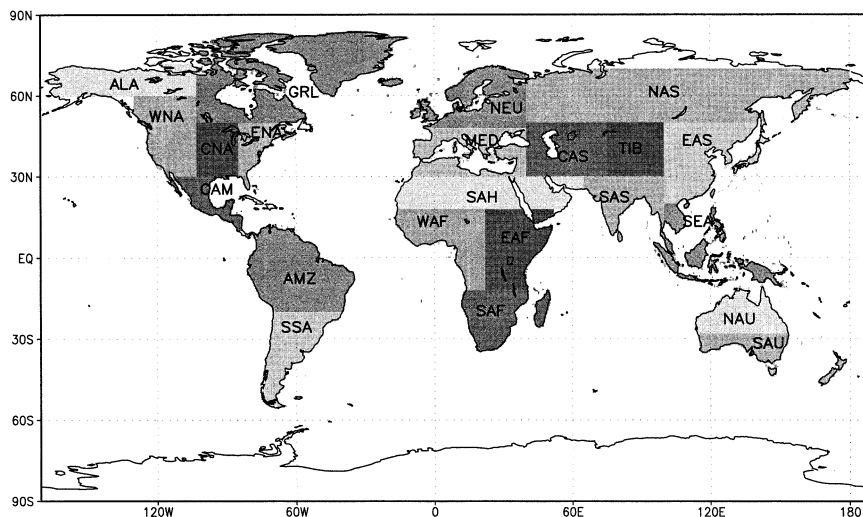 90N
ALA
GRL
NAS
60N
NEU
WNA
ENA
CNA
MED
CAS
TIB
EAS
30N
CAM
SAH
SAS
WAF
SEA
EAF
EQ
AMZ
SAF
SSA
NAU
30S
SAU
60S
90S
120W
60W
0
60E
120E
180